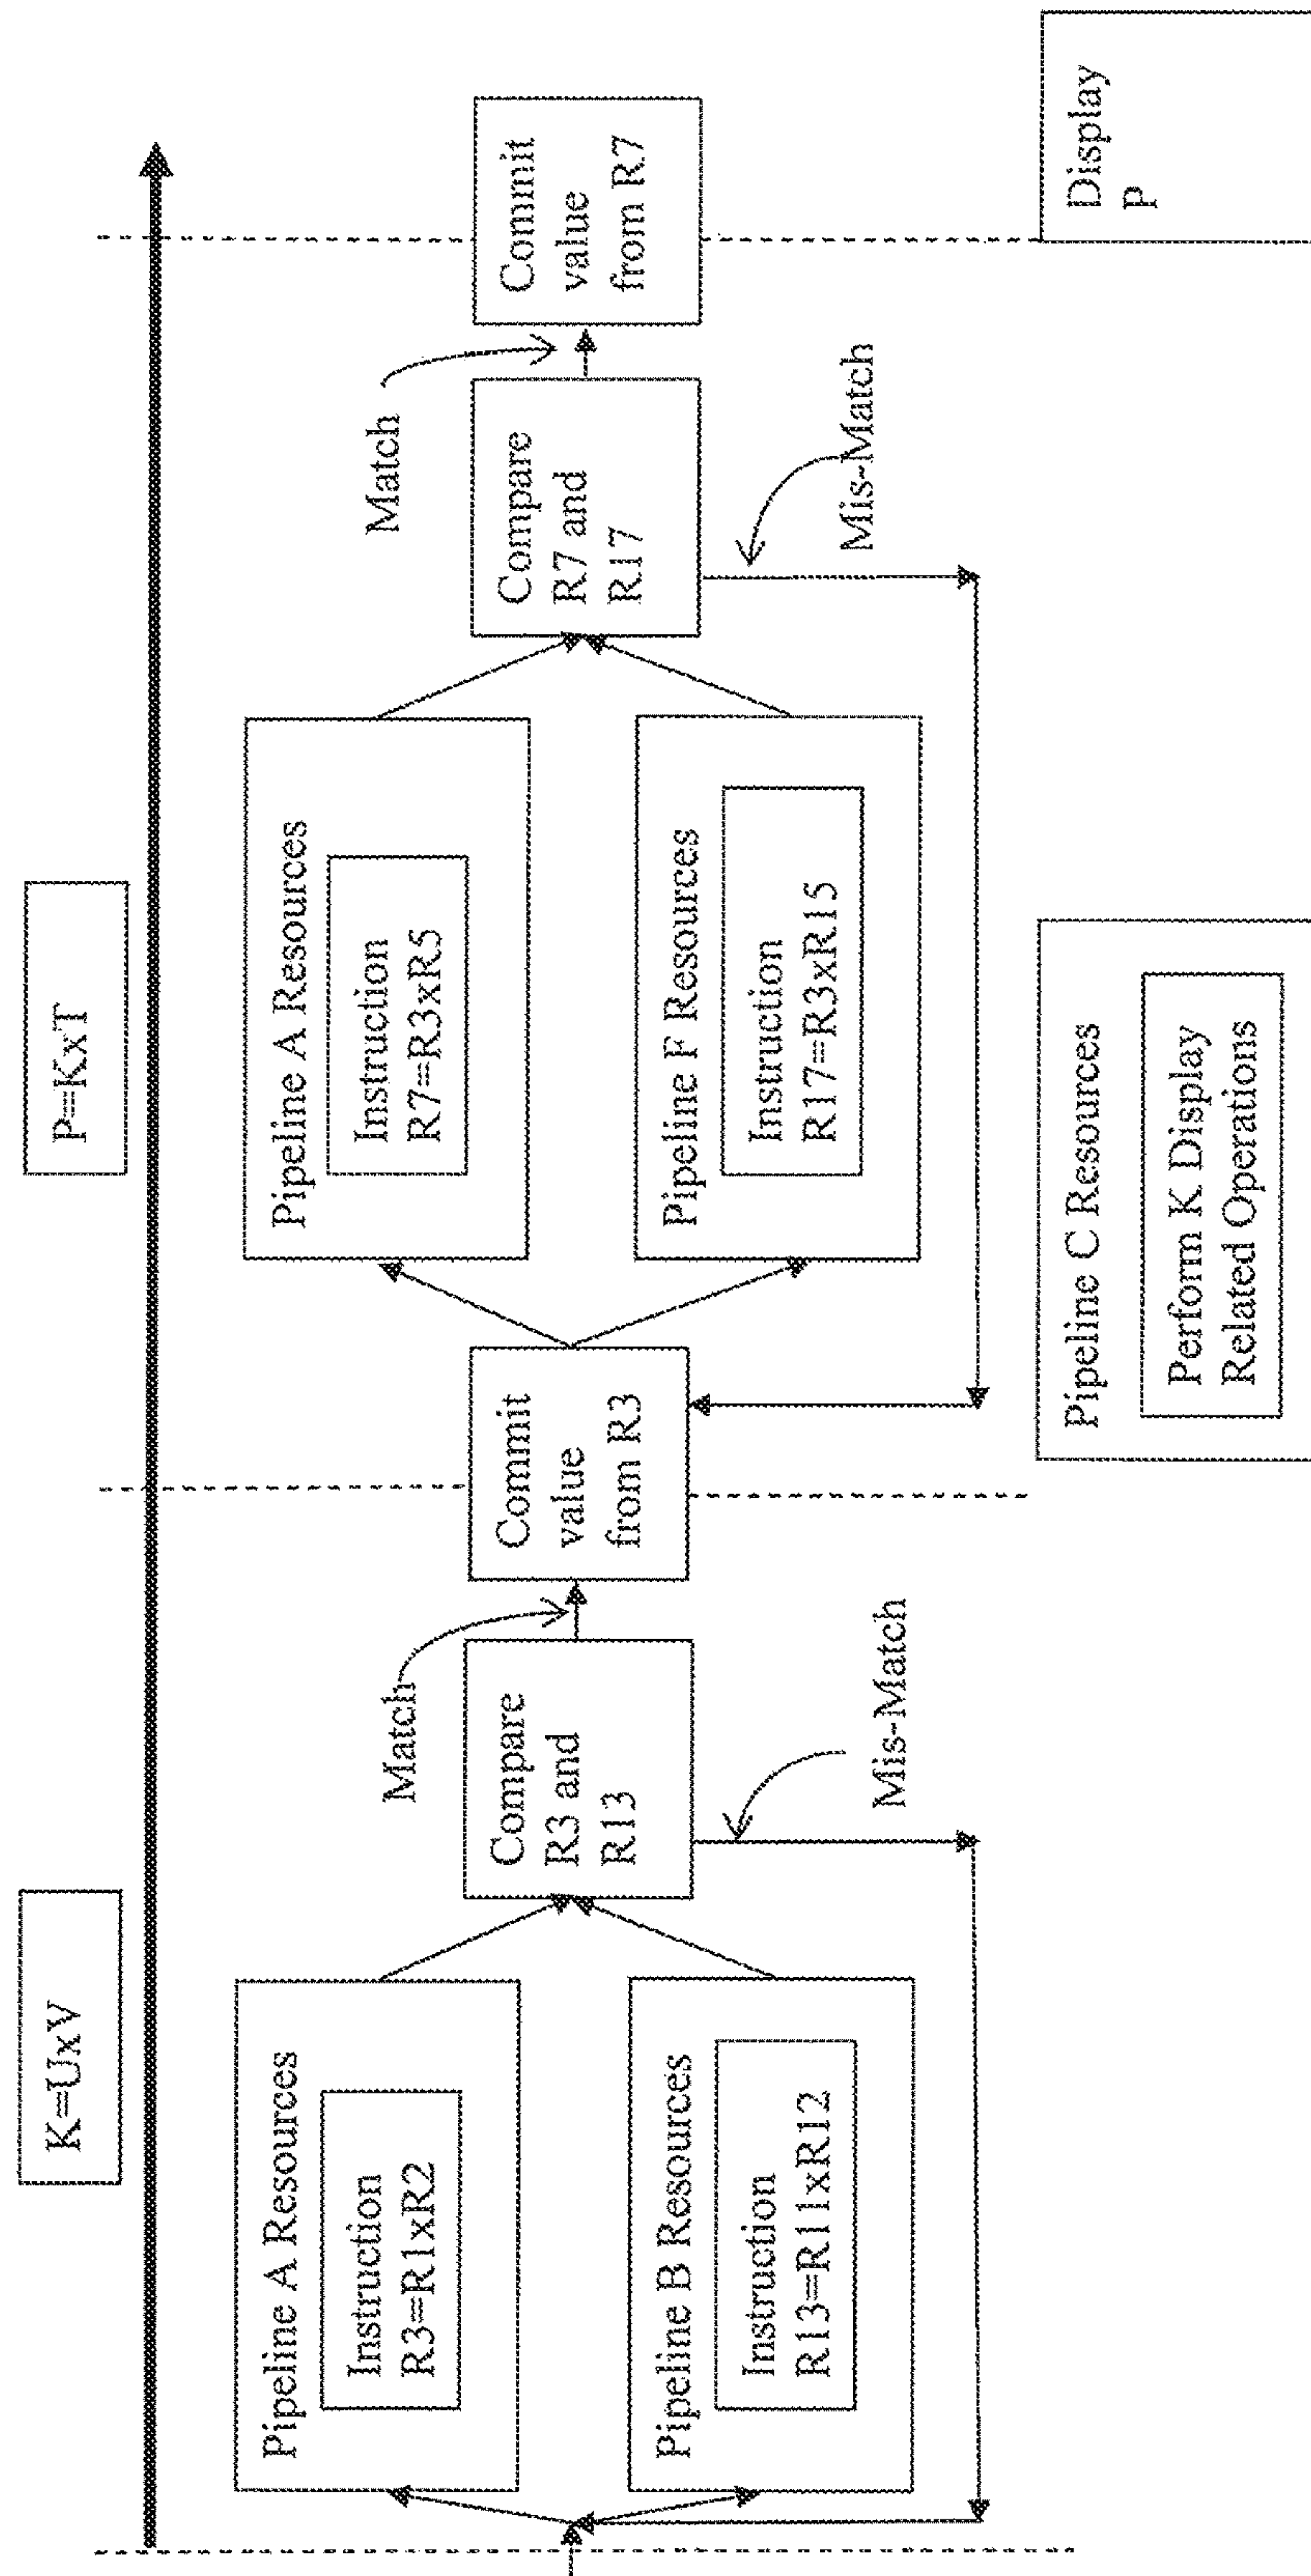 K=UxV
P=KxT
Pipeline A Resources
Instruction
R3=R1xR2
Pipeline B Resources
Instruction
R13=R11xR12
Match
Compare
R3 and
R13
Mis-Match
Commit
value
from R3
Pipeline A Resources
Instruction
R7=R3xR5
Pipeline F Resources
Instruction
R17=R3xR15
Match
Compare
R7 and
R17
Mis-Match
Commit
value
from R7
Pipeline C Resources
Perform K Display
Related Operations
Display
P